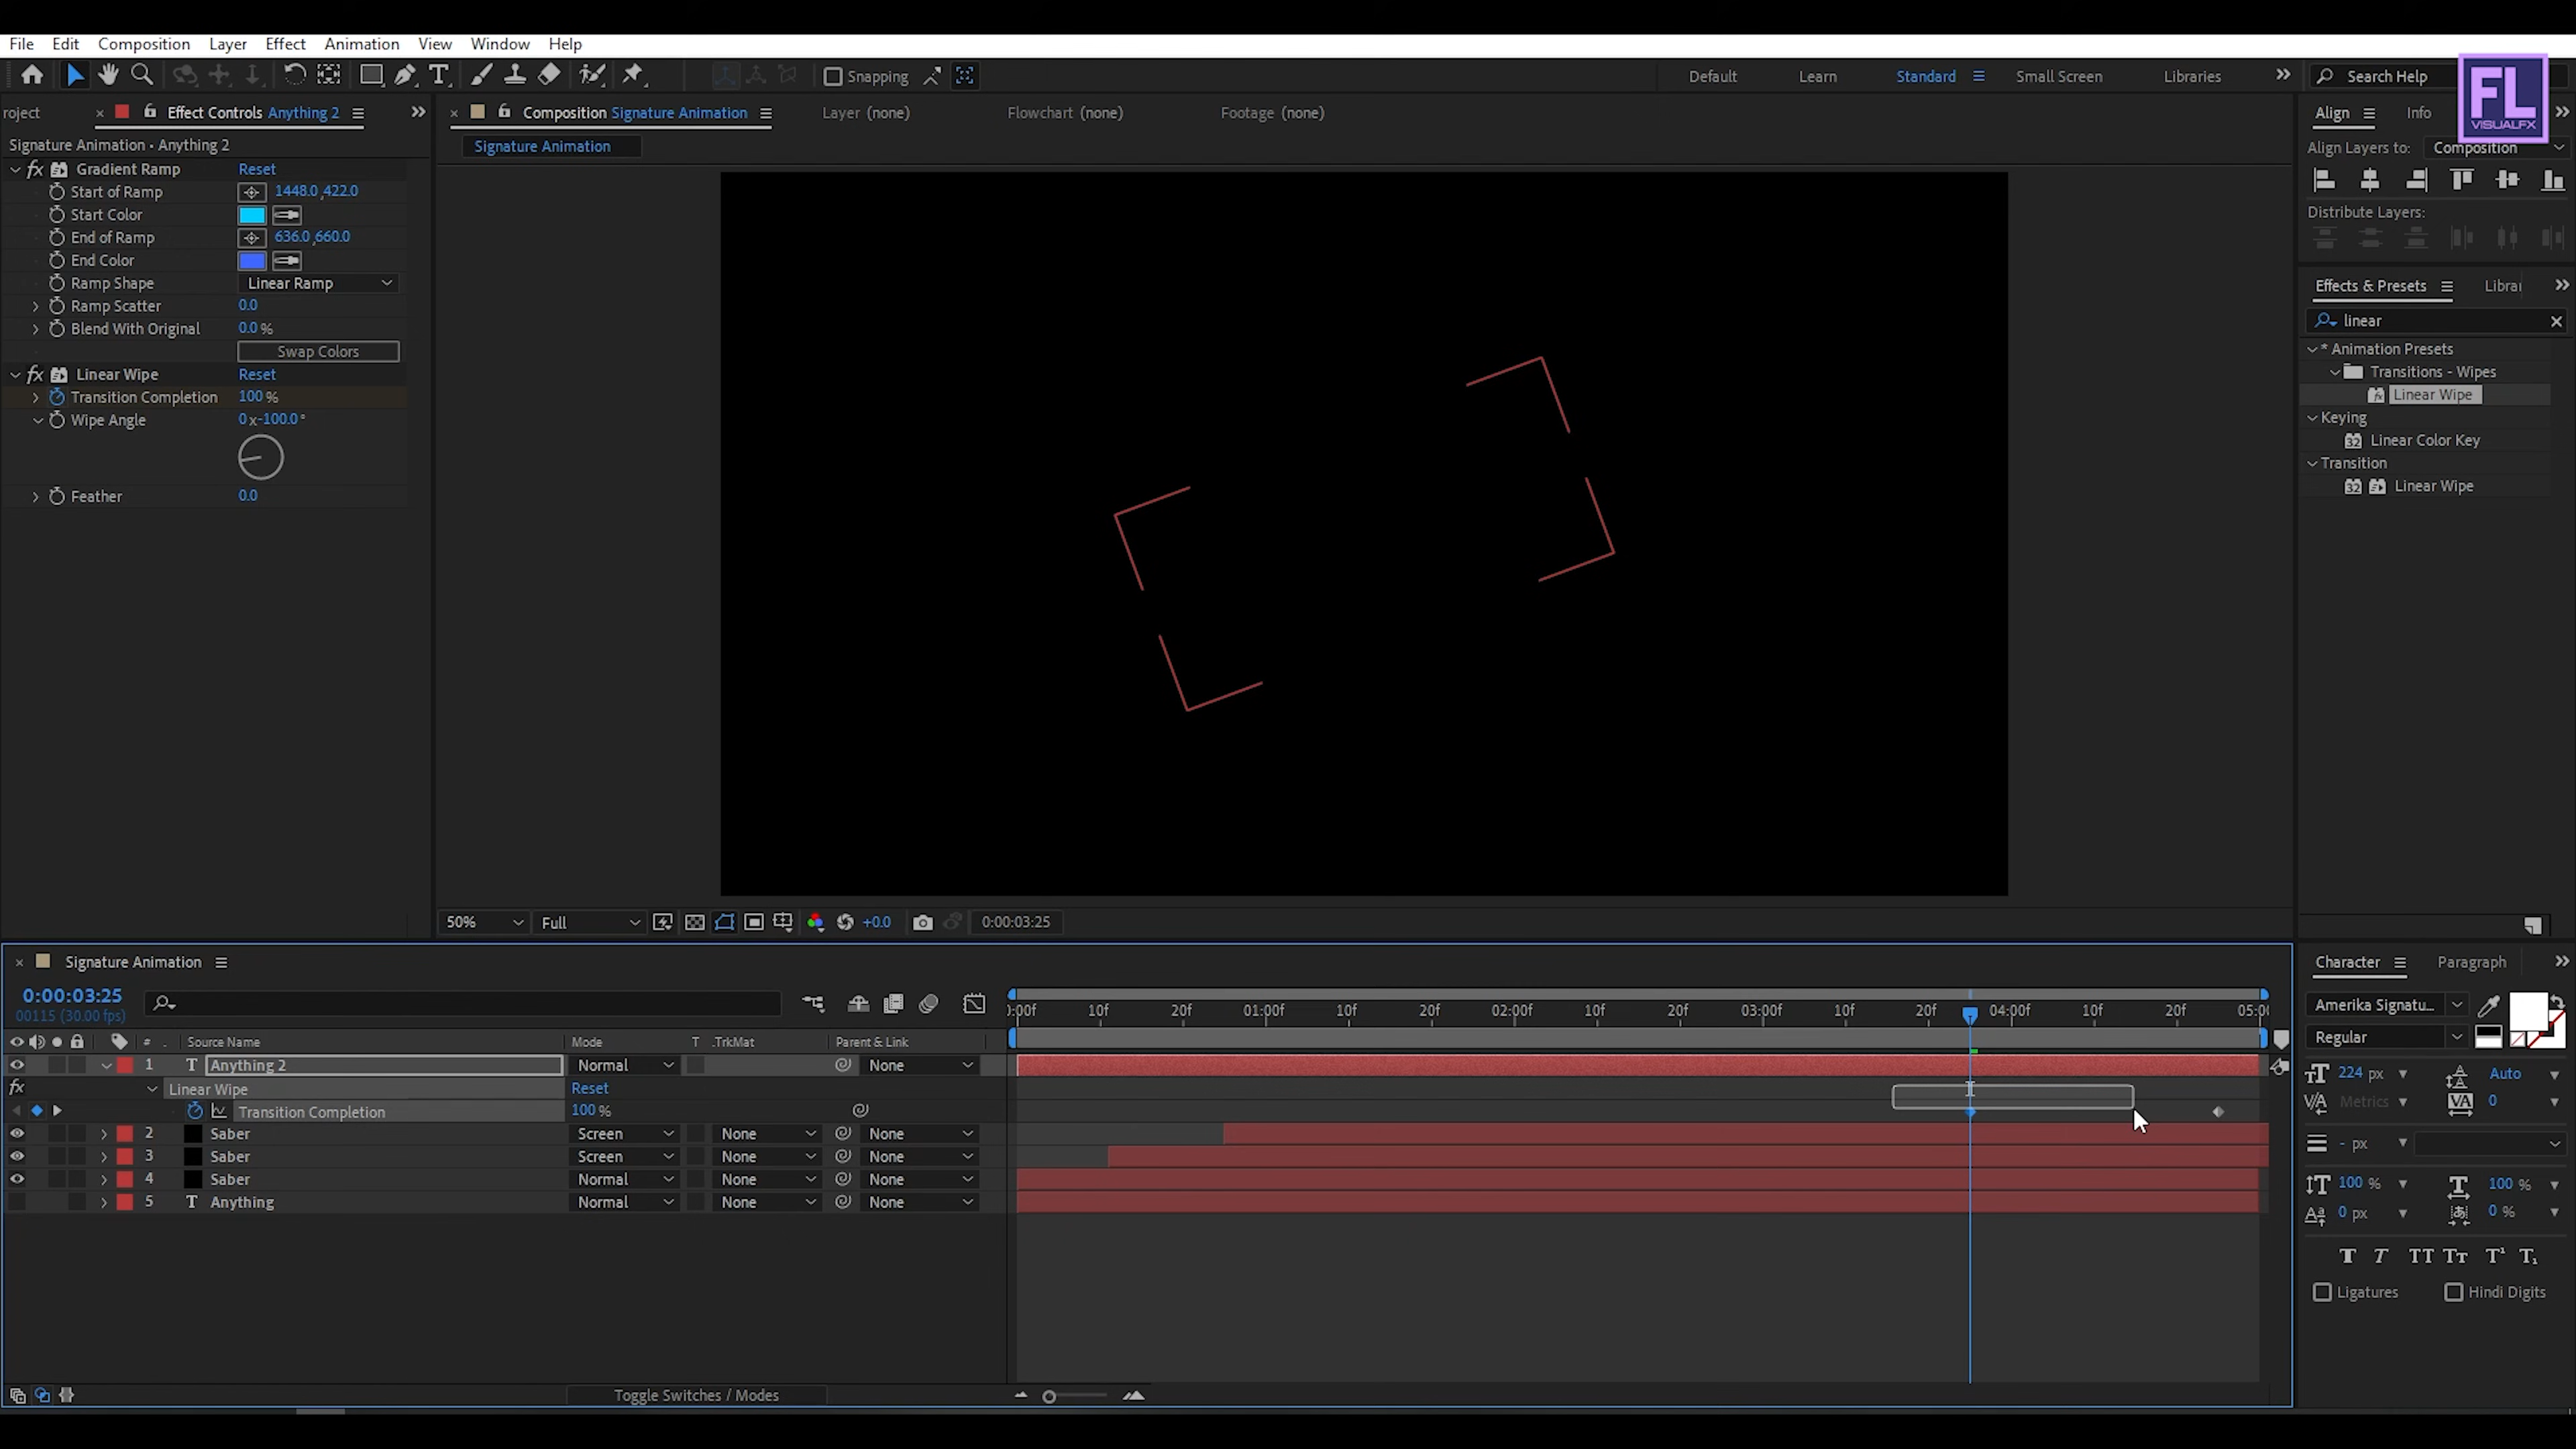 File Edit Composition Layer Effect Animation View Window Help
Snapping
Default Learn Standard Small Screen Libraries
Search Help
FL
VISUALFX
roject
Effect Controls Anything 2
Composition Signature Animation
Layer (none)
Flowchart (none)
Footage (none)
Align
Info
Signature Animation • Anything 2
Signature Animation
Align Layers to: Composition
Gradient Ramp Reset
Start of Ramp 1448.0,422.0
Start Color
End of Ramp 636.0,660.0
End Color
Ramp Shape Linear Ramp
Ramp Scatter 0.0
Blend With Original 0.0 %
Swap Colors
Linear Wipe Reset
Transition Completion 100 %
Wipe Angle 0 x-100.0°
Feather 0.0
Distribute Layers:
Effects & Presets Librar
linear
* Animation Presets
Transitions - Wipes
Linear Wipe
Keying
32 Linear Color Key
Transition
32 Linear Wipe
50% Full +0.0 0:00:03:25
Signature Animation
0:00:03:25
00115 (30.00 fps)
:00f 10f 20f 01:00f 10f 20f 02:00f 10f 20f 03:00f 10f 20f 04:00f 10f 20f 05:00
# Source Name Mode T .TrkMat Parent & Link
1 T Anything 2 Normal None
fx Linear Wipe Reset
Transition Completion 100 %
2 Saber Screen None None
3 Saber Screen None None
4 Saber Normal None None
5 T Anything Normal None None
Toggle Switches / Modes
Character Paragraph
Amerika Signatu...
Regular
224 px Auto
Metrics 0
- px
100 % 100 %
0 px 0 %
T T TT Tт T¹ T₁
Ligatures Hindi Digits